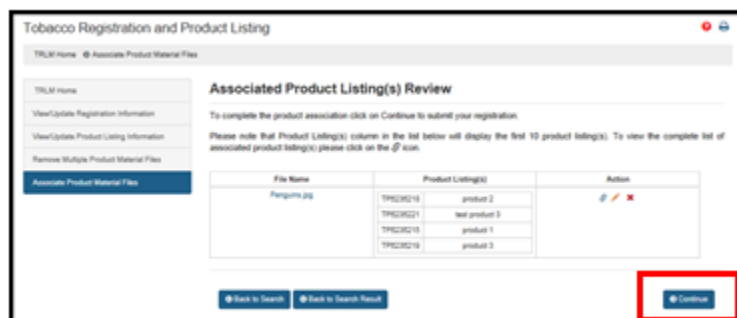 Tobacco Registration and Product Listing
TRLM Home Associate Product Material Files
TRLM Home
View/Update Registration Information
View/Update Product Listing Information
Remove Multiple Product Material Files
Associate Product Material Files
Associated Product Listing(s) Review
To complete the product association click on Continue to submit your registration.
Please note that Product Listing(s) column in the list below will display the first 10 product listing(s). To view the complete list of
associated product listing(s) please click on the icon.
File Name Product Listing(s) Action
Penguins.jpg TP5236210 product 2
TP5236221 test product 3
TP5236215 product 1
TP5236219 product 3
Back to Search Back to Search Result Continue